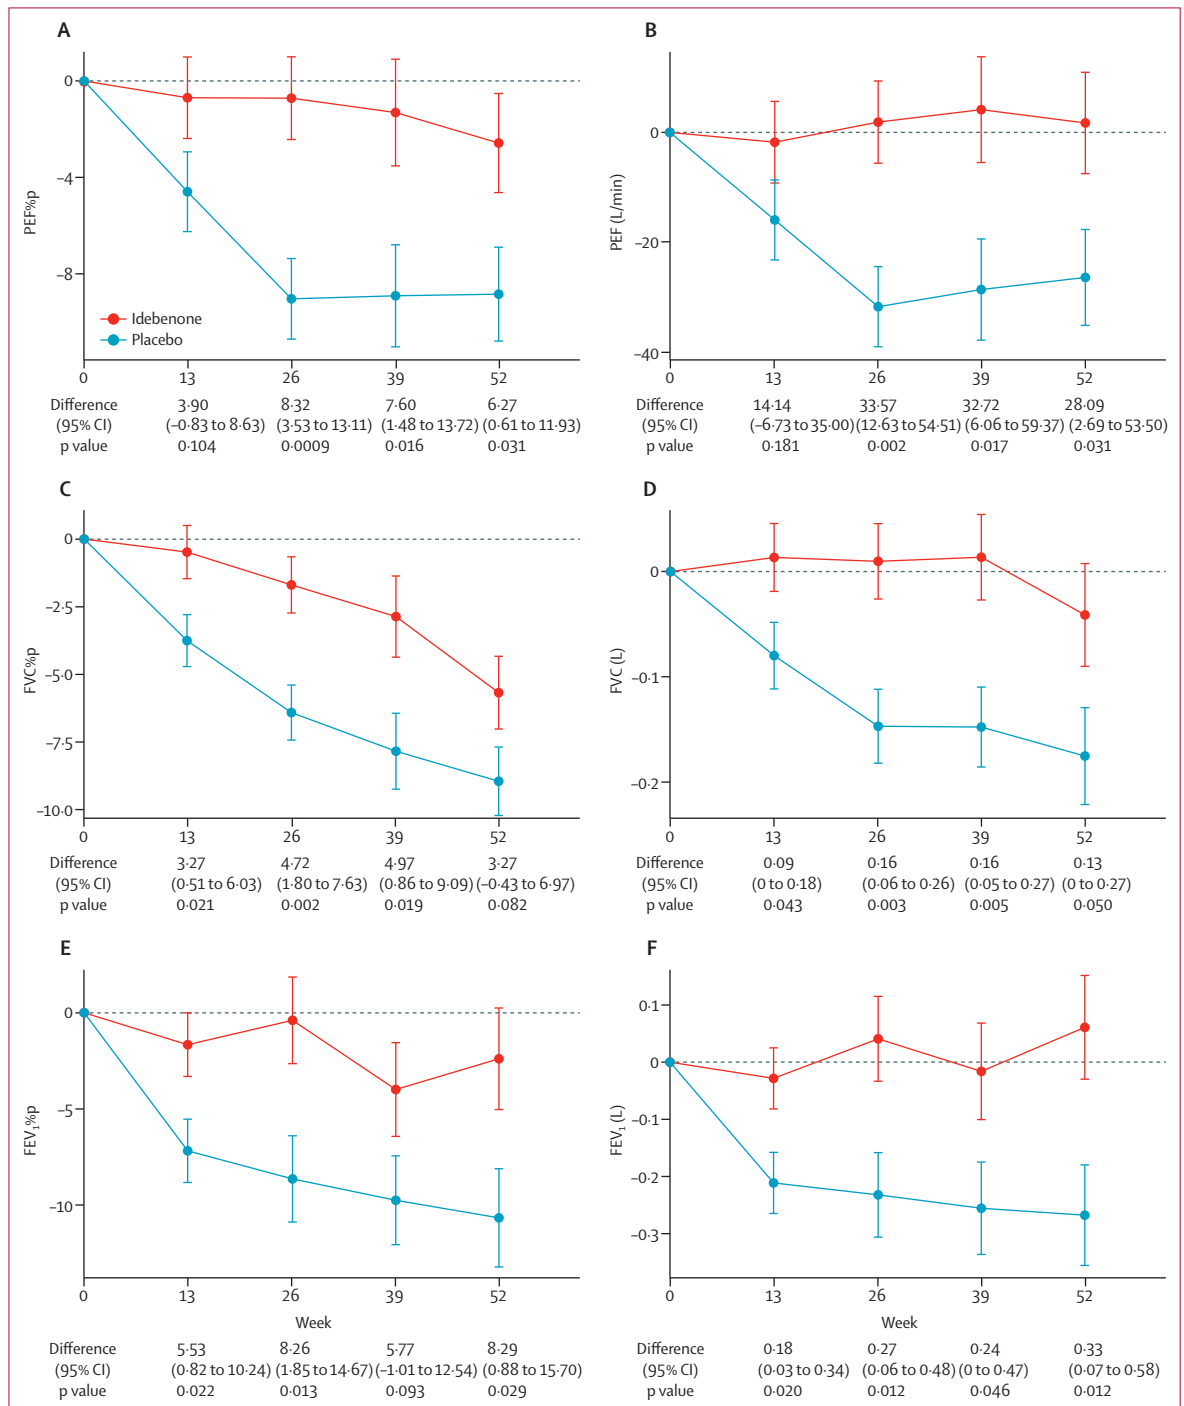 A
PEF%p
0
−4
−8
Idebenone
Placebo
0 13 26 39 52
Difference 3·90 8·32 7·60 6·27
(95% CI) (−0·83 to 8·63) (3·53 to 13·11) (1·48 to 13·72) (0·61 to 11·93)
p value 0·104 0·0009 0·016 0·031
B
PEF (L/min)
0
−20
−40
0 13 26 39 52
Difference 14·14 33·57 32·72 28·09
(95% CI) (−6·73 to 35·00) (12·63 to 54·51) (6·06 to 59·37) (2·69 to 53·50)
p value 0·181 0·002 0·017 0·031
C
FVC%p
0
−2·5
−5·0
−7·5
−10·0
0 13 26 39 52
Difference 3·27 4·72 4·97 3·27
(95% CI) (0·51 to 6·03) (1·80 to 7·63) (0·86 to 9·09) (−0·43 to 6·97)
p value 0·021 0·002 0·019 0·082
D
FVC (L)
0
−0·1
−0·2
0 13 26 39 52
Difference 0·09 0·16 0·16 0·13
(95% CI) (0 to 0·18) (0·06 to 0·26) (0·05 to 0·27) (0 to 0·27)
p value 0·043 0·003 0·005 0·050
E
FEV₁%p
0
−5
−10
0 13 26 39 52
Week
Difference 5·53 8·26 5·77 8·29
(95% CI) (0·82 to 10·24) (1·85 to 14·67) (−1·01 to 12·54) (0·88 to 15·70)
p value 0·022 0·013 0·093 0·029
F
FEV₁ (L)
0·1
0
−0·1
−0·2
−0·3
0 13 26 39 52
Week
Difference 0·18 0·27 0·24 0·33
(95% CI) (0·03 to 0·34) (0·06 to 0·48) (0 to 0·47) (0·07 to 0·58)
p value 0·020 0·012 0·046 0·012